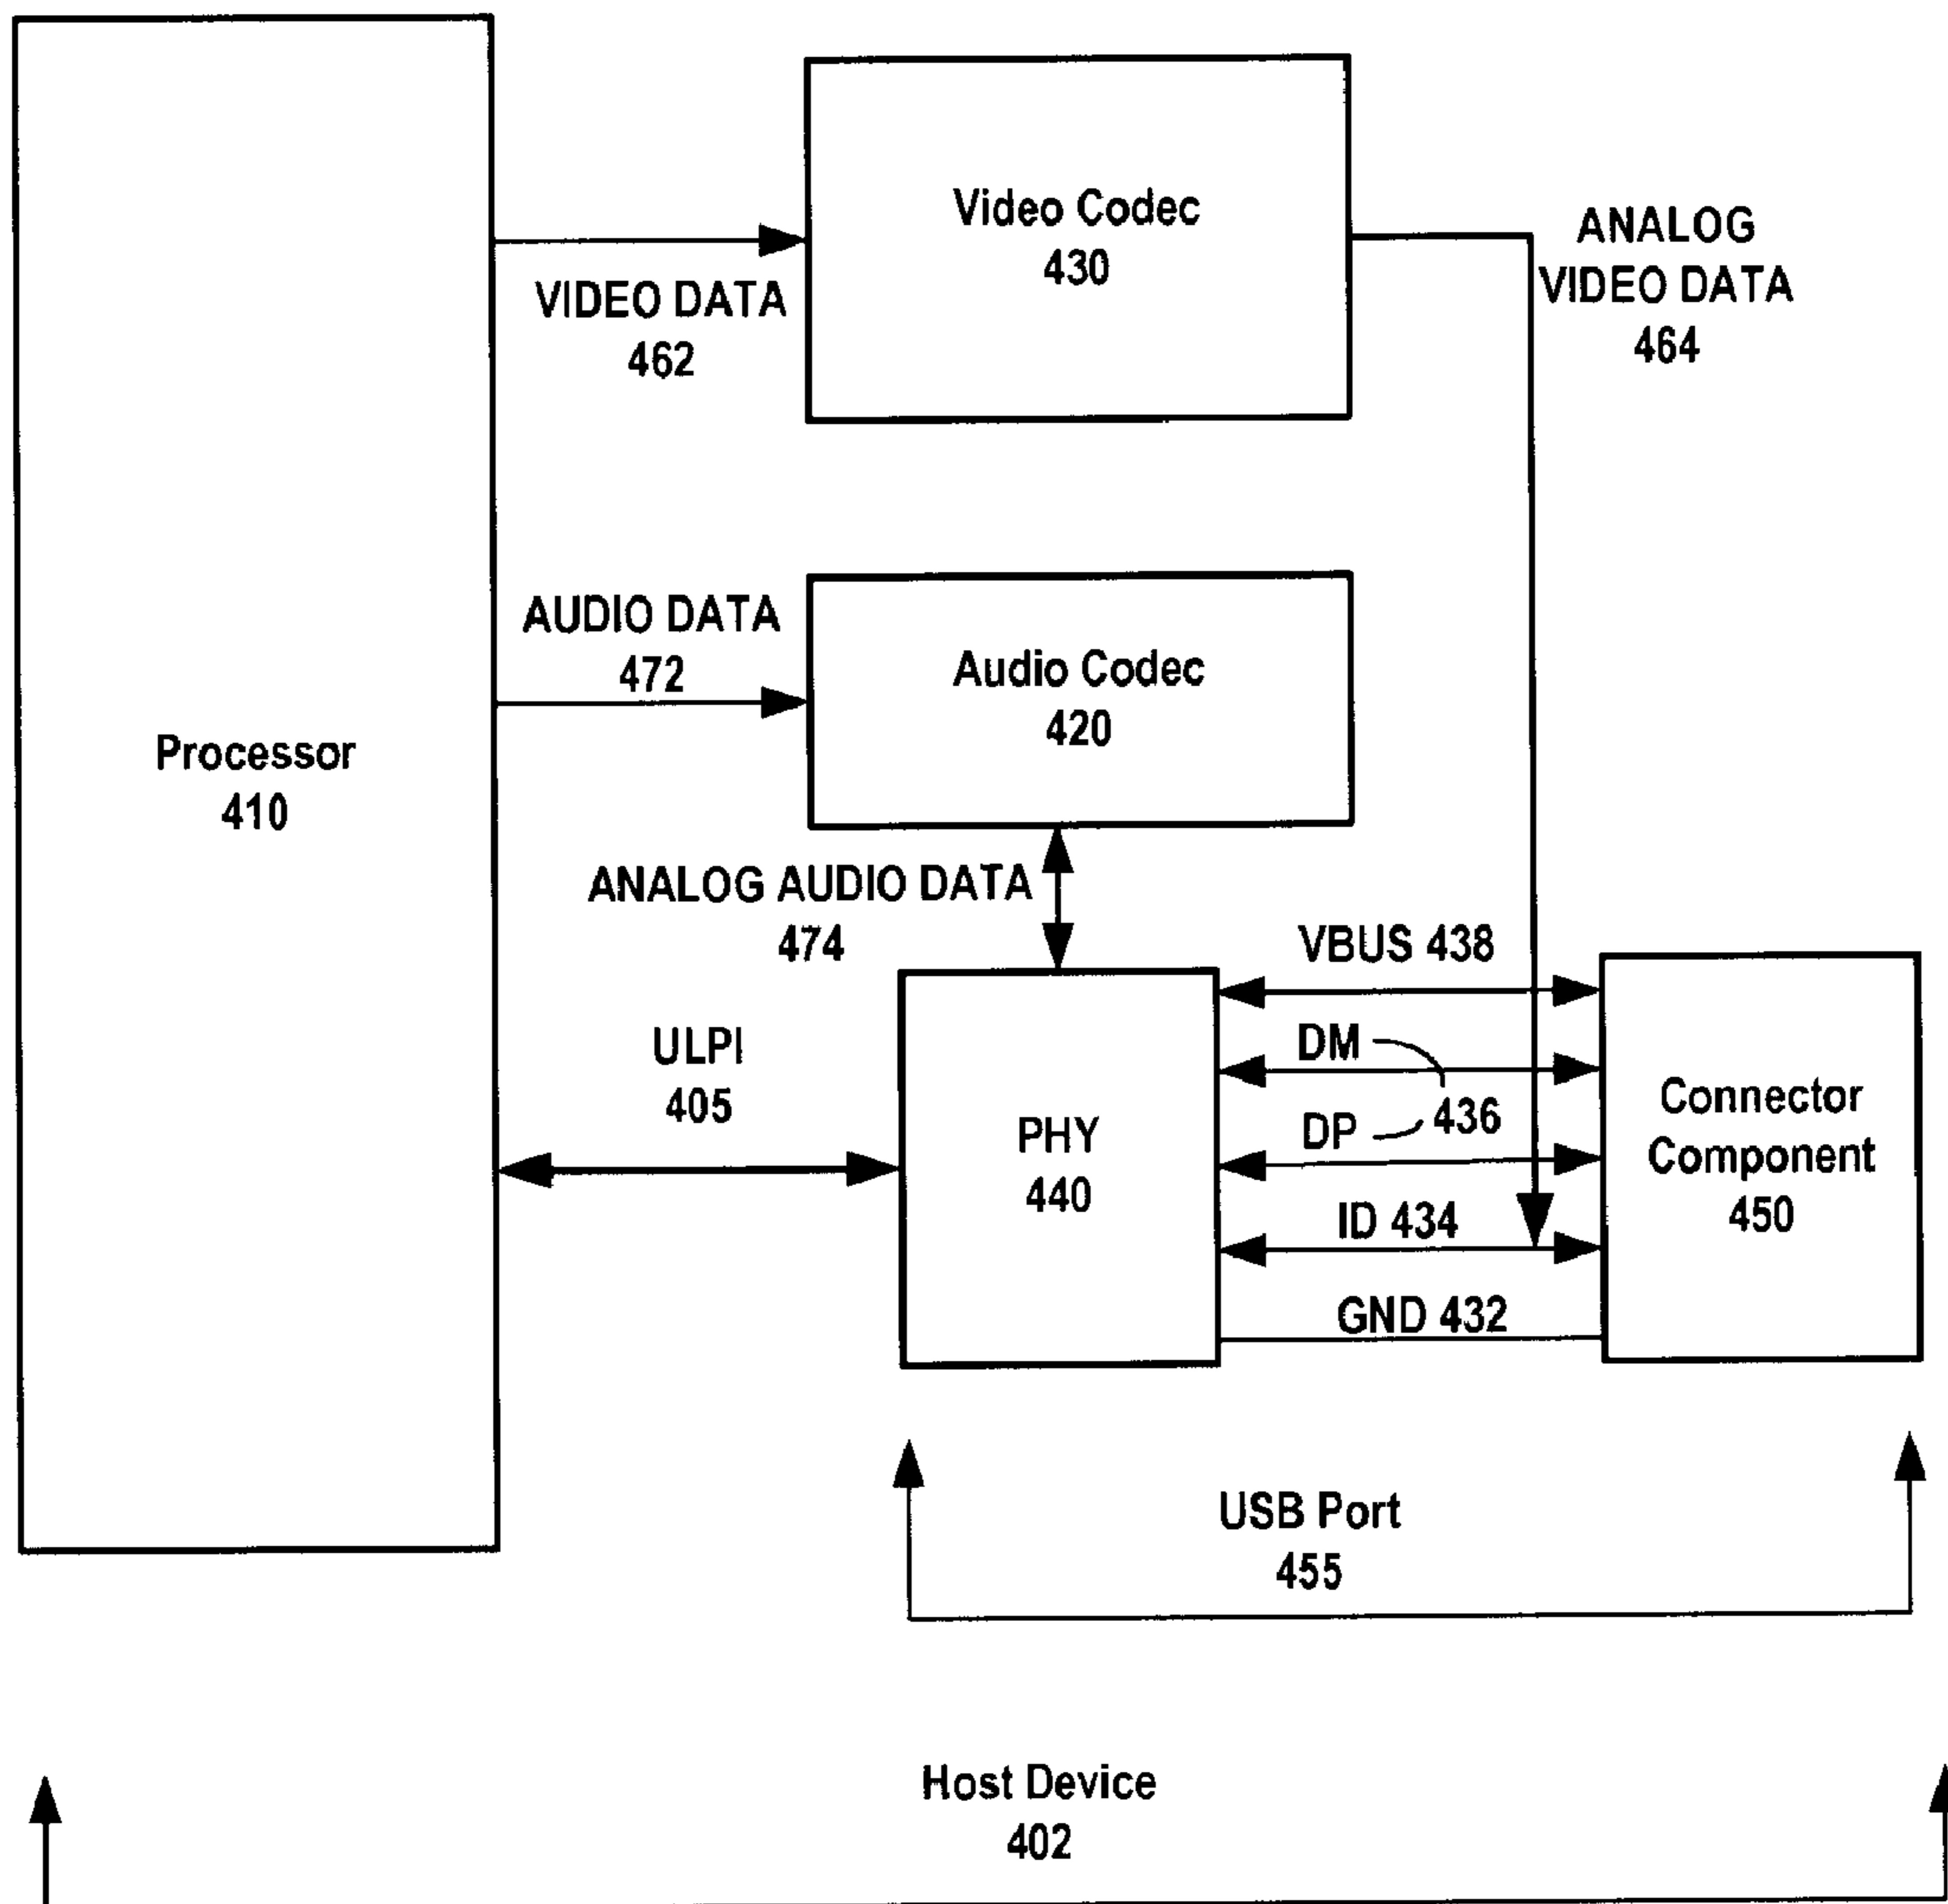 Video Codec
430
ANALOG
VIDEO DATA
464
VIDEO DATA
462
AUDIO DATA
472
Audio Codec
420
Processor
410
ANALOG AUDIO DATA
474
VBUS 438
ULPI
405
DM
DP
436
PHY
440
Connector
Component
450
ID 434
GND 432
USB Port
455
Host Device
402